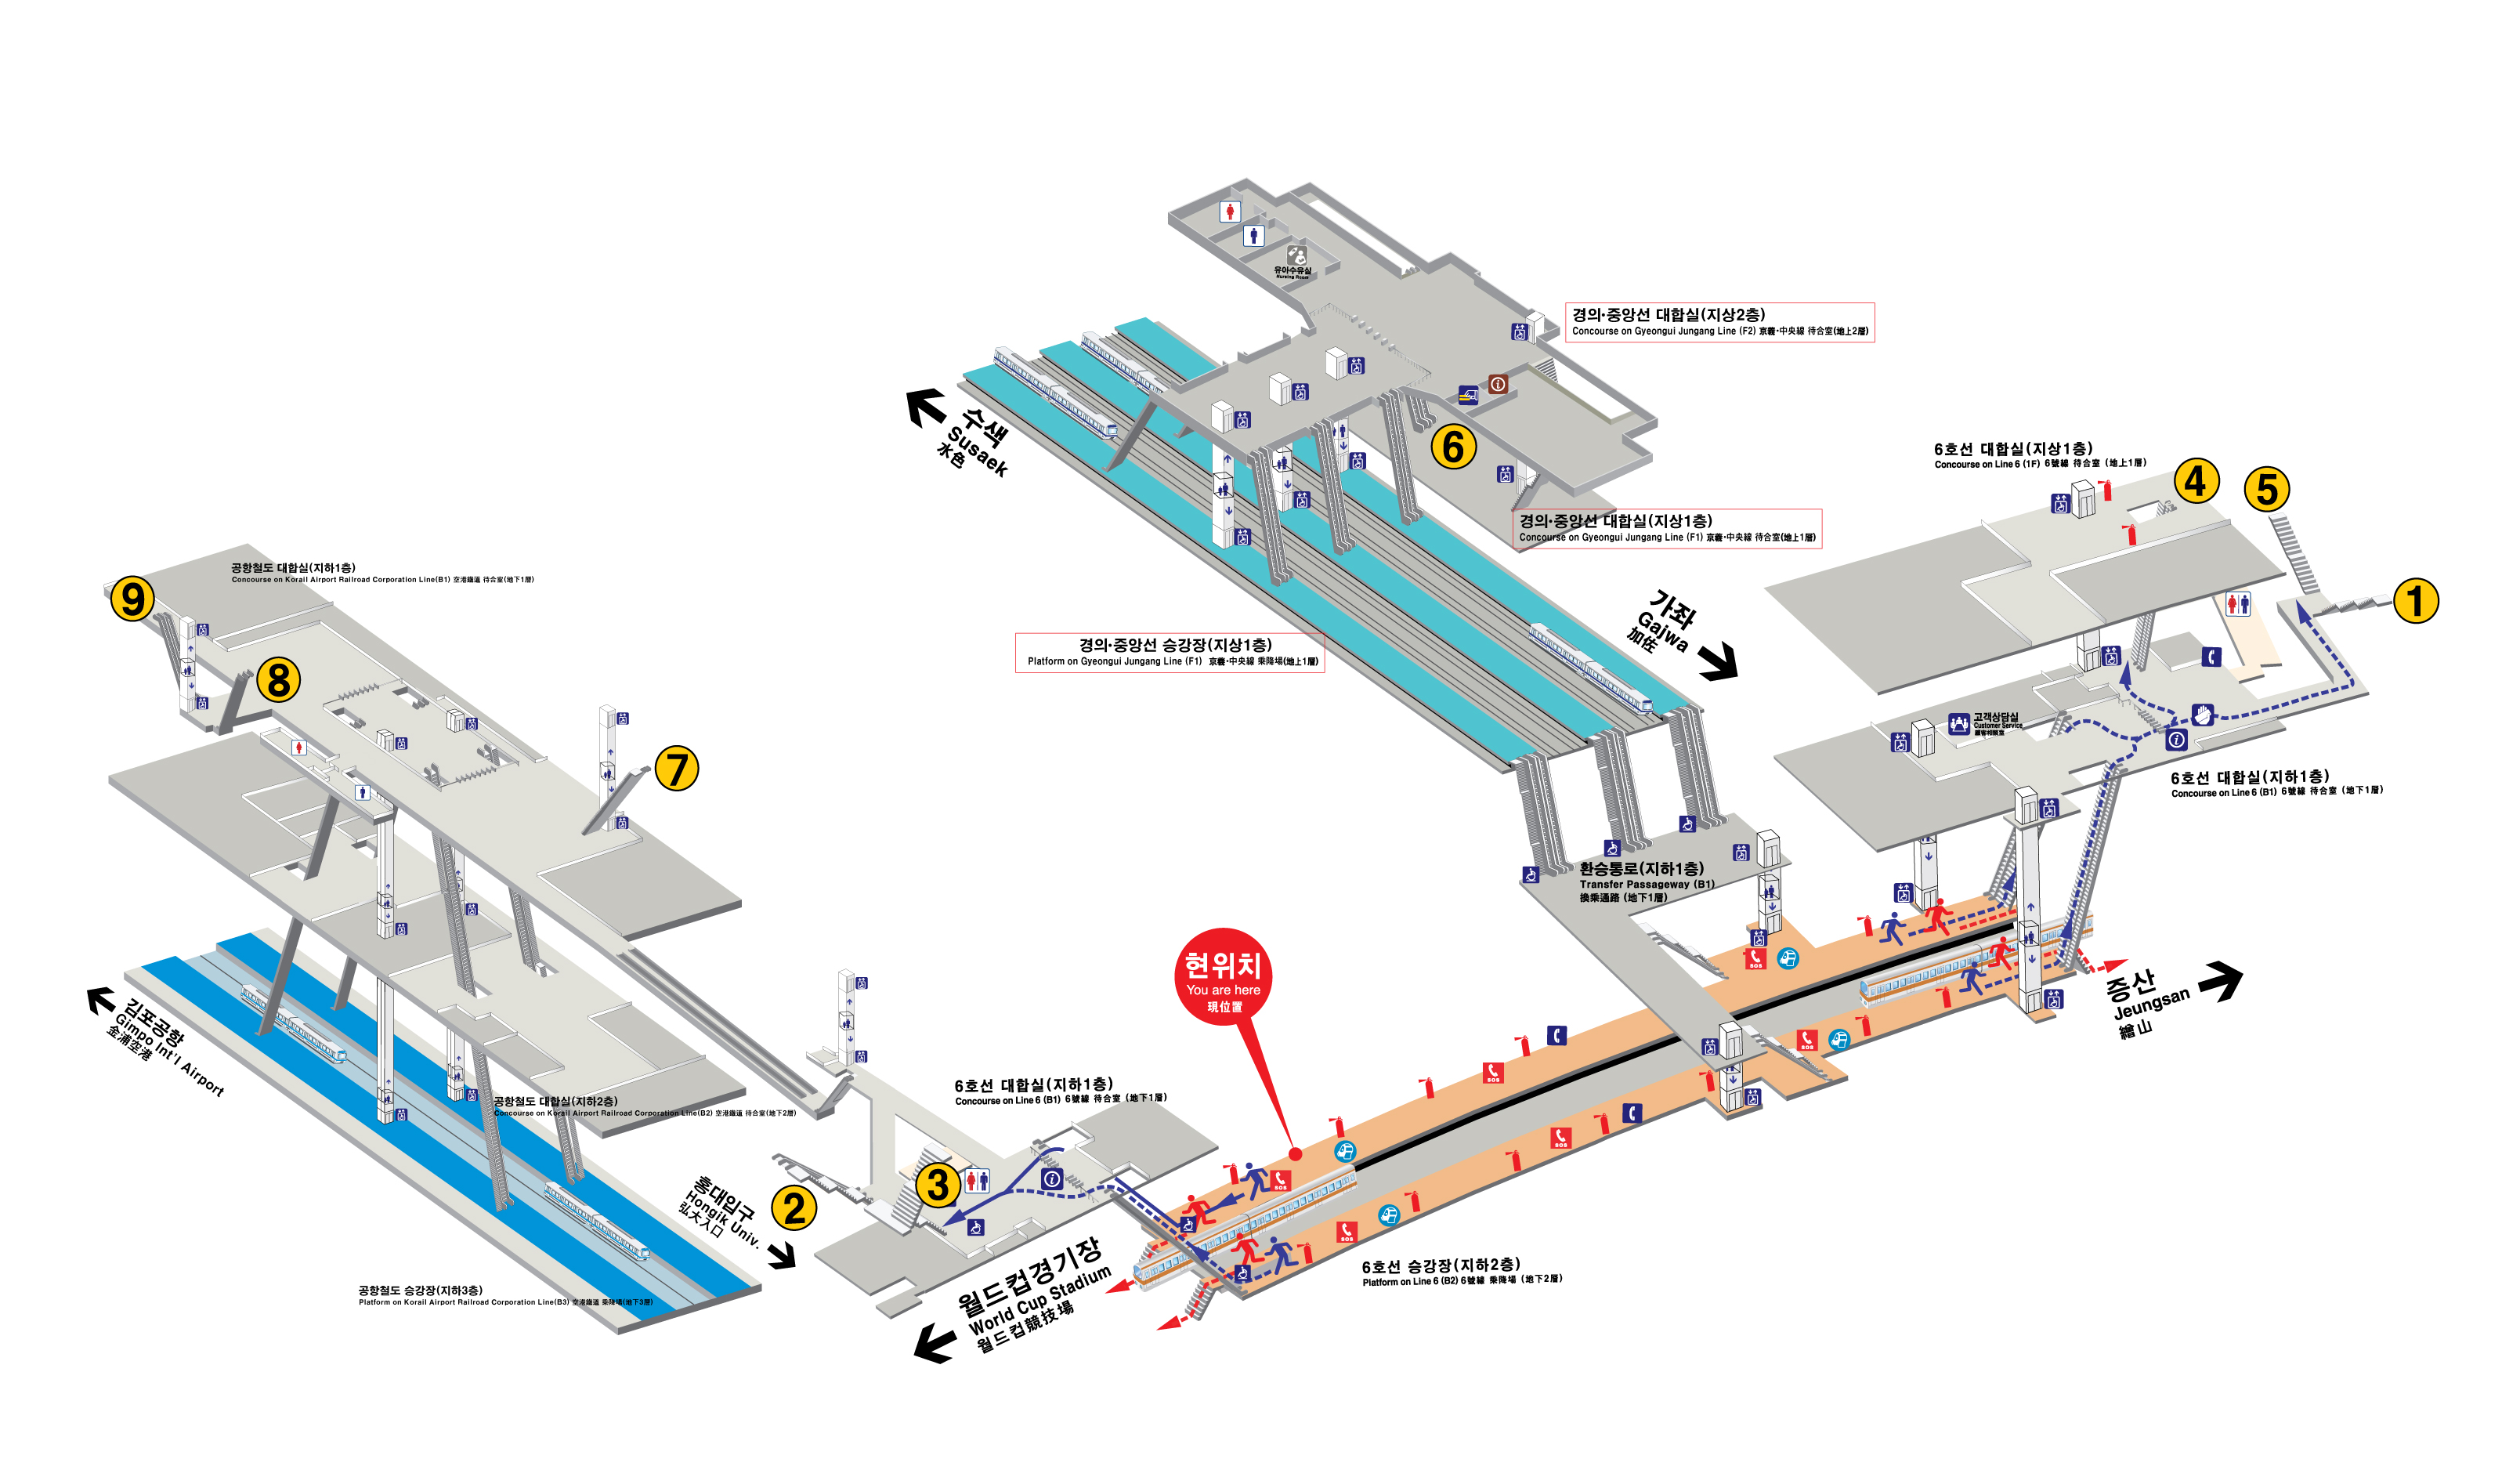 유아수유실
Nursing Room
경의·중앙선 대합실(지상2층)
Concourse on Gyeongui Jungang Line (F2) 京義·中央線 待合室(地上2層)
수색
Susaek
水色
6
6호선 대합실(지상1층)
Concourse on Line 6 (1F) 6號線 待合室 (地上1層)
4
5
경의·중앙선 대합실(지상1층)
Concourse on Gyeongui Jungang Line (F1) 京義·中央線 待合室(地上1層)
공항철도 대합실(지하1층)
Concourse on Korail Airport Railroad Corporation Line(B1) 空港鐵道 待合室(地下1層)
9
가좌
Gajwa
加佐
1
경의·중앙선 승강장(지상1층)
Platform on Gyeongui Jungang Line (F1) 京義·中央線 乘降場(地上1層)
8
7
고객상담실
Customer Service
顧客相談室
6호선 대합실(지하1층)
Concourse on Line 6 (B1) 6號線 待合室 (地下1層)
환승통로(지하1층)
Transfer Passageway (B1)
換乘通路 (地下1層)
현위치
You are here
現位置
SOS
증산
Jeungsan
繒山
김포공항
Gimpo Int'l Airport
金浦空港
SOS
SOS
6호선 대합실(지하1층)
Concourse on Line 6 (B1) 6號線 待合室 (地下1層)
공항철도 대합실(지하2층)
Concourse on Korail Airport Railroad Corporation Line(B2) 空港鐵道 待合室(地下2層)
SOS
SOS
SOS
3
2
홍대입구
Hongik Univ.
弘大入口
월드컵경기장
World Cup Stadium
월드컵競技場
6호선 승강장(지하2층)
Platform on Line 6 (B2) 6號線 乘降場 (地下2層)
공항철도 승강장(지하3층)
Platform on Korail Airport Railroad Corporation Line(B3) 空港鐵道 乘降場(地下3層)